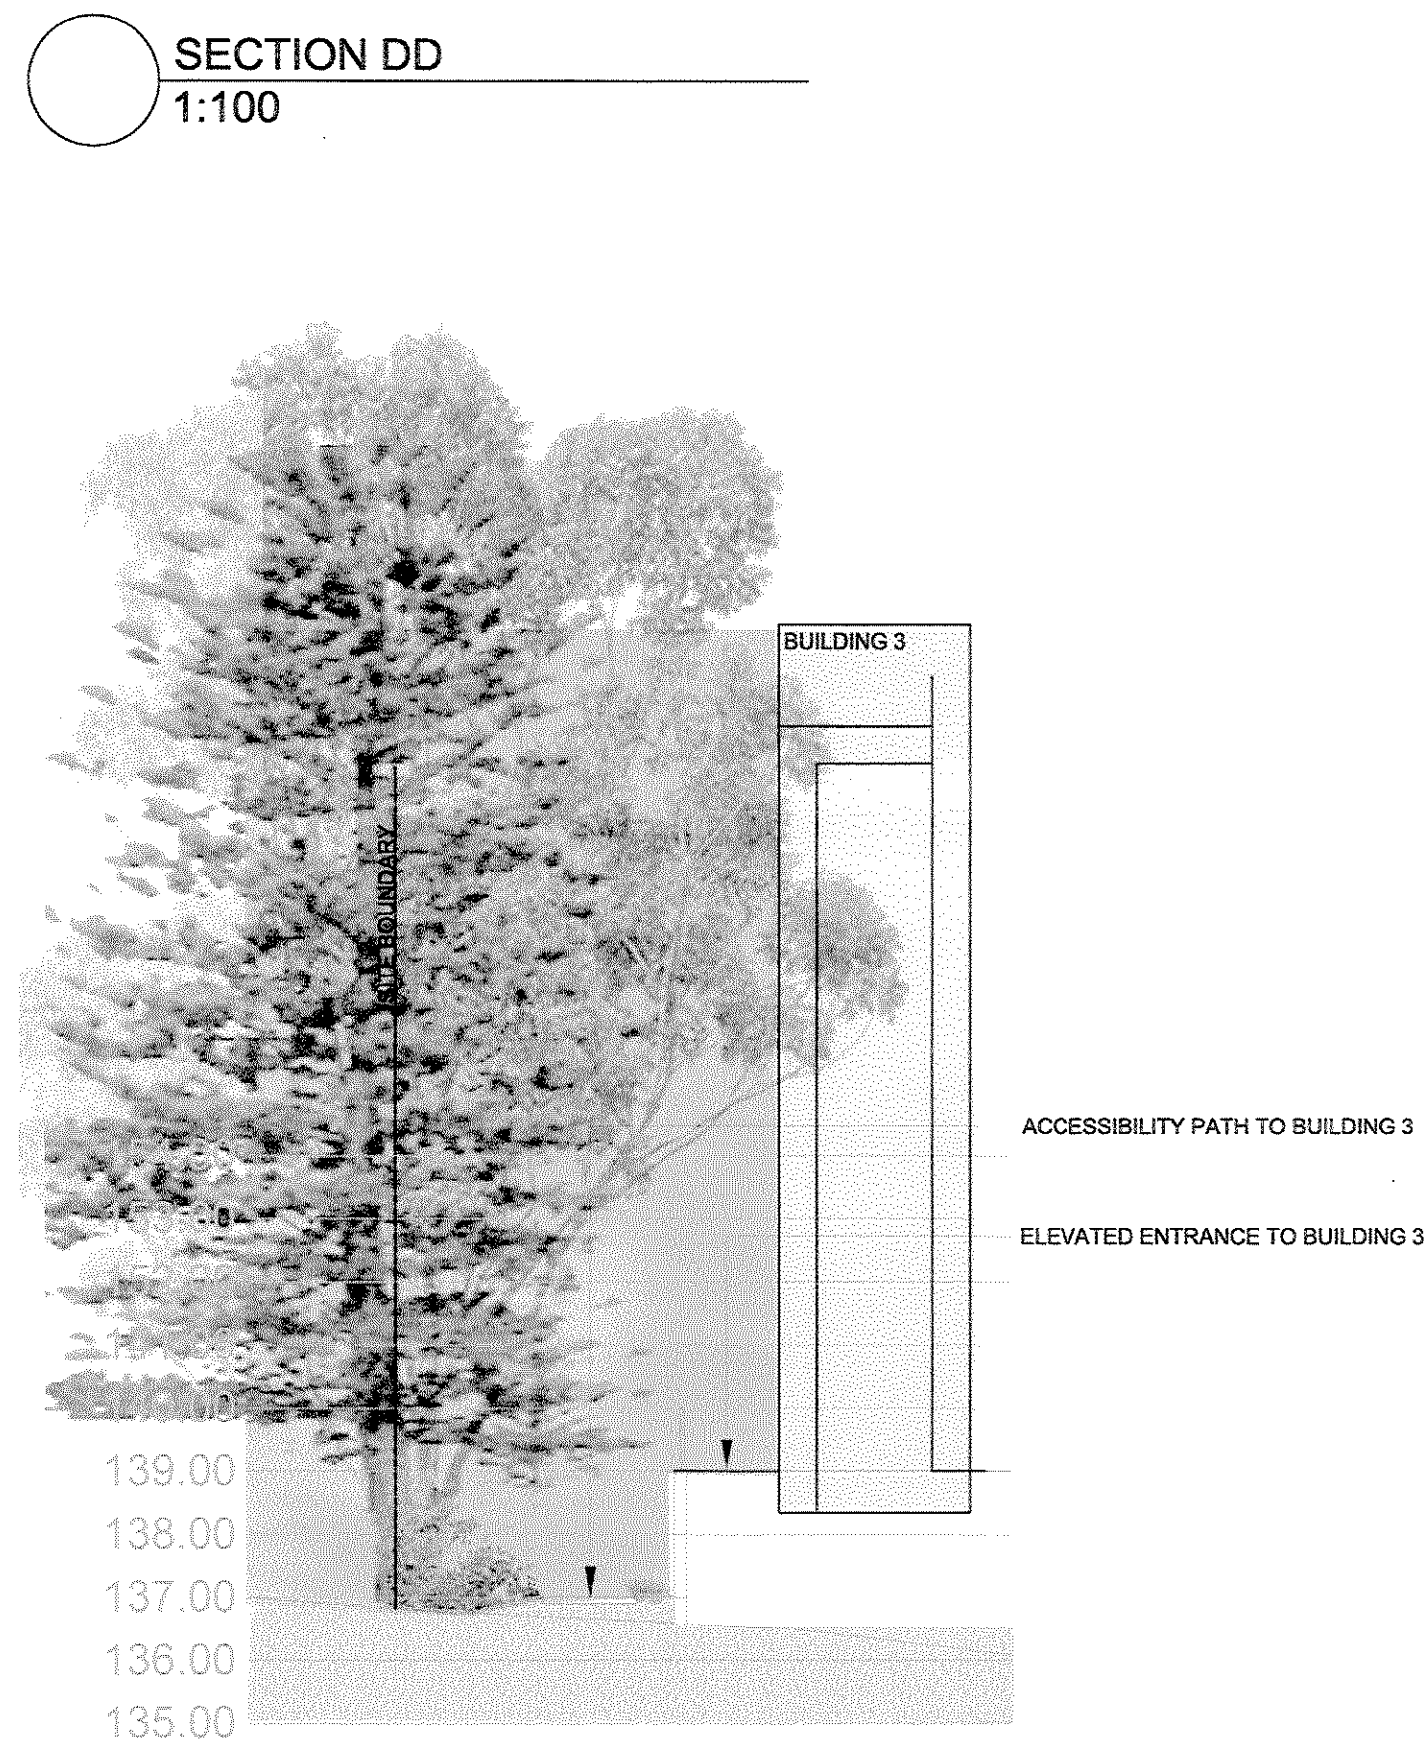 SECTION DD
1:100
BUILDING 3
SITE BOUNDARY
ACCESSIBILITY PATH TO BUILDING 3
ELEVATED ENTRANCE TO BUILDING 3
139.00
138.00
137.00
136.00
135.00